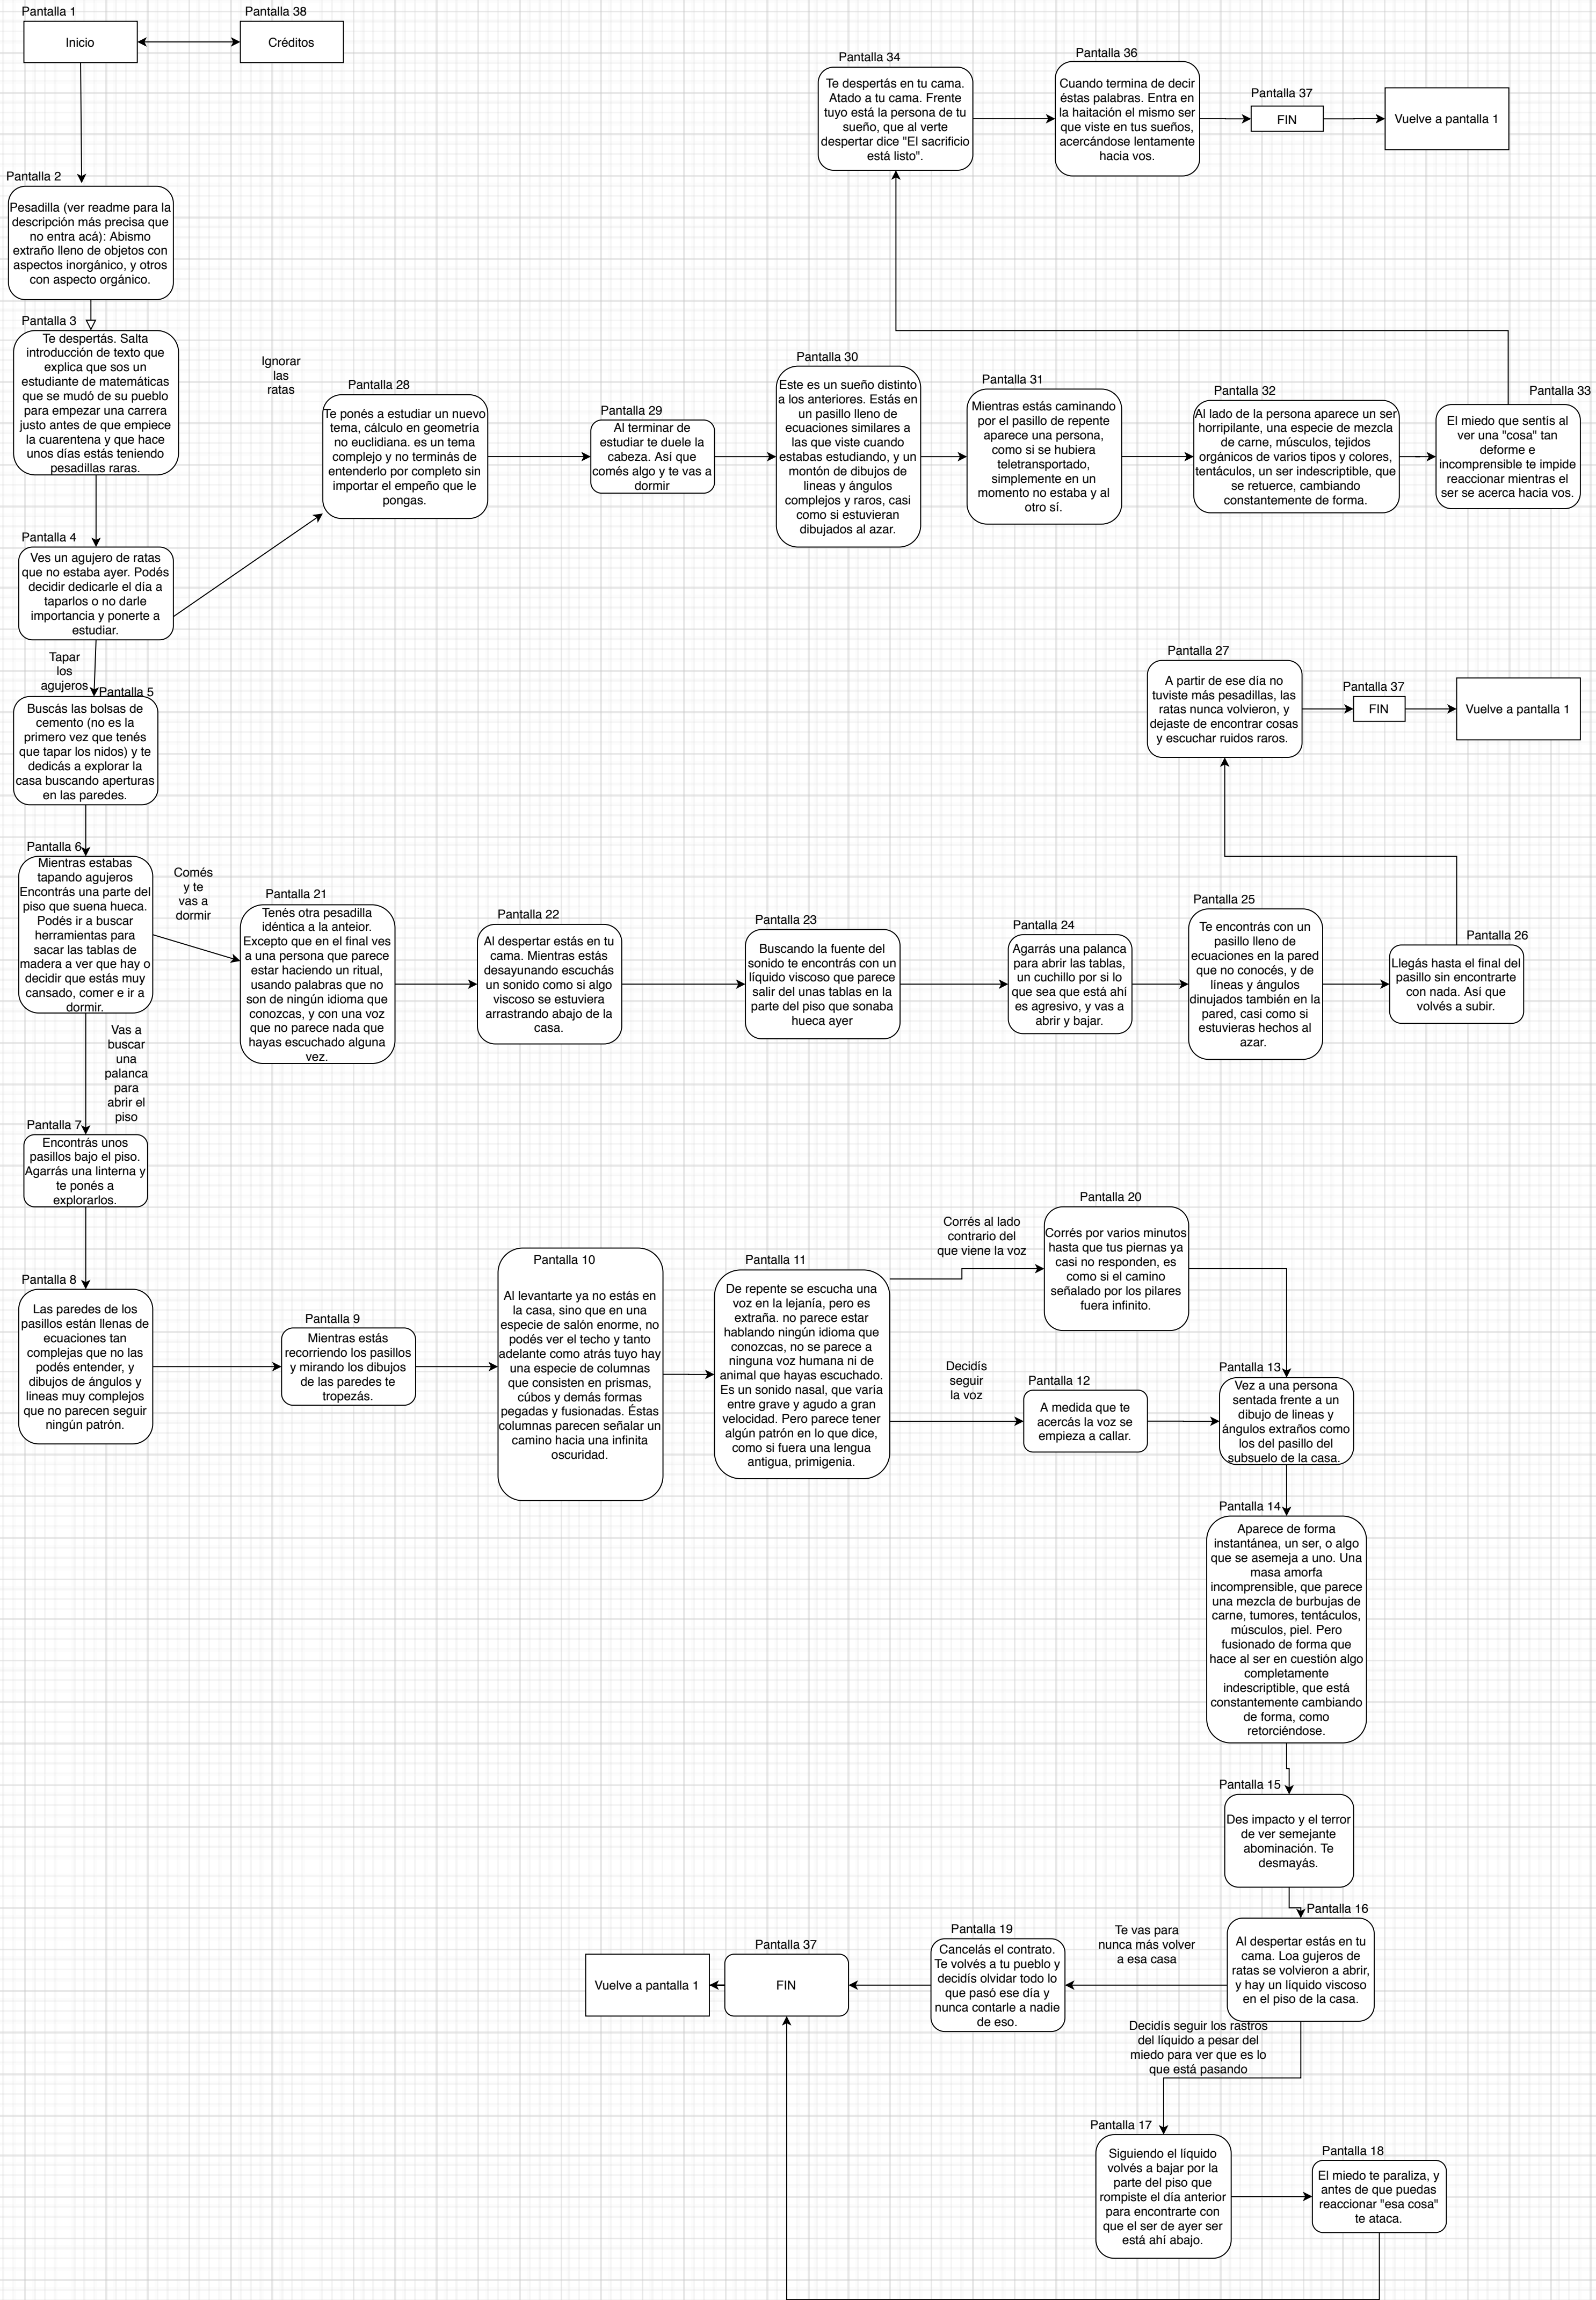 Pantalla 1
Inicio
Pantalla 38
Créditos
Pantalla 34
Te despertás en tu cama.
Atado a tu cama. Frente
tuyo está la persona de tu
sueño, que al verte
despertar dice "El sacrificio
está listo".
Pantalla 36
Cuando termina de decir
éstas palabras. Entra en
la haitación el mismo ser
que viste en tus sueños,
acercándose lentamente
hacia vos.
Pantalla 37
FIN
Vuelve a pantalla 1
Pantalla 2
Pesadilla (ver readme para la
descripción más precisa que
no entra acá): Abismo
extraño lleno de objetos con
aspectos inorgánico, y otros
con aspecto orgánico.
Pantalla 3
Te despertás. Salta
introducción de texto que
explica que sos un
estudiante de matemáticas
que se mudó de su pueblo
para empezar una carrera
justo antes de que empiece
la cuarentena y que hace
unos días estás teniendo
pesadillas raras.
Ignorar
las
ratas
Pantalla 28
Te ponés a estudiar un nuevo
tema, cálculo en geometría
no euclidiana. es un tema
complejo y no terminás de
entenderlo por completo sin
importar el empeño que le
pongas.
Pantalla 29
Al terminar de
estudiar te duele la
cabeza. Así que
comés algo y te vas a
dormir
Pantalla 30
Este es un sueño distinto
a los anteriores. Estás en
un pasillo lleno de
ecuaciones similares a
las que viste cuando
estabas estudiando, y un
montón de dibujos de
lineas y ángulos
complejos y raros, casi
como si estuvieran
dibujados al azar.
Pantalla 31
Mientras estás caminando
por el pasillo de repente
aparece una persona,
como si se hubiera
teletransportado,
simplemente en un
momento no estaba y al
otro sí.
Pantalla 32
Al lado de la persona aparece un ser
horripilante, una especie de mezcla
de carne, músculos, tejidos
orgánicos de varios tipos y colores,
tentáculos, un ser indescriptible, que
se retuerce, cambiando
constantemente de forma.
Pantalla 33
El miedo que sentís al
ver una "cosa" tan
deforme e
incomprensible te impide
reaccionar mientras el
ser se acerca hacia vos.
Pantalla 4
Ves un agujero de ratas
que no estaba ayer. Podés
decidir dedicarle el día a
taparlos o no darle
importancia y ponerte a
estudiar.
Tapar
los
agujeros
Pantalla 5
Buscás las bolsas de
cemento (no es la
primero vez que tenés
que tapar los nidos) y te
dedicás a explorar la
casa buscando aperturas
en las paredes.
Pantalla 27
A partir de ese día no
tuviste más pesadillas, las
ratas nunca volvieron, y
dejaste de encontrar cosas
y escuchar ruidos raros.
Pantalla 37
FIN
Vuelve a pantalla 1
Pantalla 6
Mientras estabas
tapando agujeros
Encontrás una parte del
piso que suena hueca.
Podés ir a buscar
herramientas para
sacar las tablas de
madera a ver que hay o
decidir que estás muy
cansado, comer e ir a
dormir.
Comés
y te
vas a
dormir
Pantalla 21
Tenés otra pesadilla
idéntica a la anteior.
Excepto que en el final ves
a una persona que parece
estar haciendo un ritual,
usando palabras que no
son de ningún idioma que
conozcas, y con una voz
que no parece nada que
hayas escuchado alguna
vez.
Pantalla 22
Al despertar estás en tu
cama. Mientras estás
desayunando escuchás
un sonido como si algo
viscoso se estuviera
arrastrando abajo de la
casa.
Pantalla 23
Buscando la fuente del
sonido te encontrás con un
líquido viscoso que parece
salir del unas tablas en la
parte del piso que sonaba
hueca ayer
Pantalla 24
Agarrás una palanca
para abrir las tablas,
un cuchillo por si lo
que sea que está ahí
es agresivo, y vas a
abrir y bajar.
Pantalla 25
Te encontrás con un
pasillo lleno de
ecuaciones en la pared
que no conocés, y de
líneas y ángulos
dinujados también en la
pared, casi como si
estuvieras hechos al
azar.
Pantalla 26
Llegás hasta el final del
pasillo sin encontrarte
con nada. Así que
volvés a subir.
Vas a
buscar
una
palanca
para
abrir el
piso
Pantalla 7
Encontrás unos
pasillos bajo el piso.
Agarrás una linterna y
te ponés a
explorarlos.
Pantalla 8
Las paredes de los
pasillos están llenas de
ecuaciones tan
complejas que no las
podés entender, y
dibujos de ángulos y
lineas muy complejos
que no parecen seguir
ningún patrón.
Pantalla 9
Mientras estás
recorriendo los pasillos
y mirando los dibujos
de las paredes te
tropezás.
Pantalla 10
Al levantarte ya no estás en
la casa, sino que en una
especie de salón enorme, no
podés ver el techo y tanto
adelante como atrás tuyo hay
una especie de columnas
que consisten en prismas,
cúbos y demás formas
pegadas y fusionadas. Éstas
columnas parecen señalar un
camino hacia una infinita
oscuridad.
Pantalla 11
De repente se escucha una
voz en la lejanía, pero es
extraña. no parece estar
hablando ningún idioma que
conozcas, no se parece a
ninguna voz humana ni de
animal que hayas escuchado.
Es un sonido nasal, que varía
entre grave y agudo a gran
velocidad. Pero parece tener
algún patrón en lo que dice,
como si fuera una lengua
antigua, primigenia.
Corrés al lado
contrario del
que viene la voz
Pantalla 20
Corrés por varios minutos
hasta que tus piernas ya
casi no responden, es
como si el camino
señalado por los pilares
fuera infinito.
Decidís
seguir
la voz
Pantalla 12
A medida que te
acercás la voz se
empieza a callar.
Pantalla 13
Vez a una persona
sentada frente a un
dibujo de lineas y
ángulos extraños como
los del pasillo del
subsuelo de la casa.
Pantalla 14
Aparece de forma
instantánea, un ser, o algo
que se asemeja a uno. Una
masa amorfa
incomprensible, que parece
una mezcla de burbujas de
carne, tumores, tentáculos,
músculos, piel. Pero
fusionado de forma que
hace al ser en cuestión algo
completamente
indescriptible, que está
constantemente cambiando
de forma, como
retorciéndose.
Pantalla 15
Des impacto y el terror
de ver semejante
abominación. Te
desmayás.
Pantalla 16
Al despertar estás en tu
cama. Loa gujeros de
ratas se volvieron a abrir,
y hay un líquido viscoso
en el piso de la casa.
Te vas para
nunca más volver
a esa casa
Pantalla 19
Cancelás el contrato.
Te volvés a tu pueblo y
decidís olvidar todo lo
que pasó ese día y
nunca contarle a nadie
de eso.
Pantalla 37
FIN
Vuelve a pantalla 1
Decidís seguir los rastros
del líquido a pesar del
miedo para ver que es lo
que está pasando
Pantalla 17
Siguiendo el líquido
volvés a bajar por la
parte del piso que
rompiste el día anterior
para encontrarte con
que el ser de ayer ser
está ahí abajo.
Pantalla 18
El miedo te paraliza, y
antes de que puedas
reaccionar "esa cosa"
te ataca.